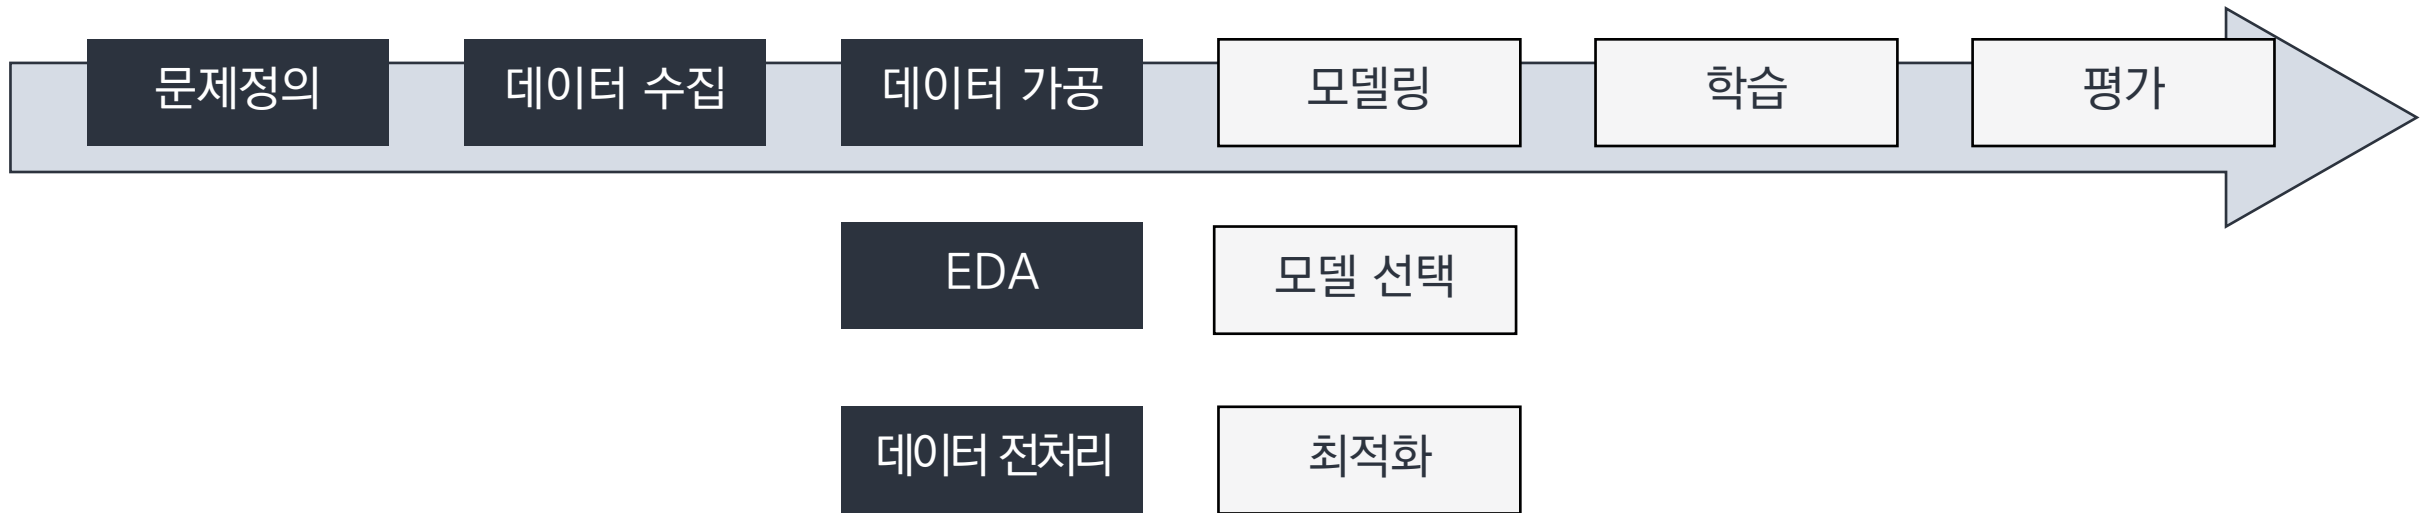 문제정의
데이터 수집
데이터 가공
모델링
학습
평가
EDA
모델 선택
데이터 전처리
최적화